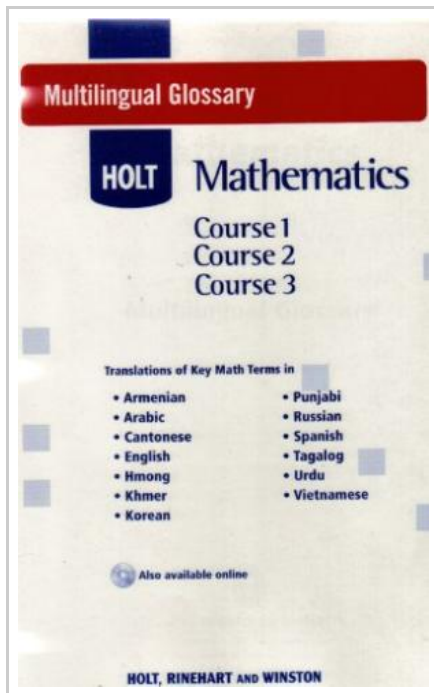 Multilingual Glossary
HOLT
Mathematics
Course 1
Course 2
Course 3
Translations of Key Math Terms in
• Armenian
• Arabic
• Cantonese
• English
• Hmong
• Khmer
• Korean
• Punjabi
• Russian
• Spanish
• Tagalog
• Urdu
• Vietnamese
Also available online
HOLT, RINEHART AND WINSTON